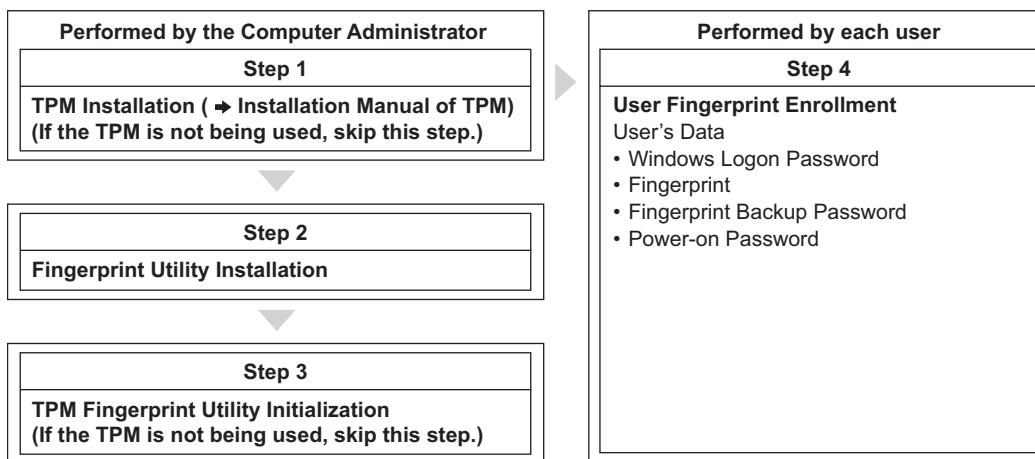 Performed by the Computer Administrator
Step 1
TPM Installation ( ➔ Installation Manual of TPM)
(If the TPM is not being used, skip this step.)
Step 2
Fingerprint Utility Installation
Step 3
TPM Fingerprint Utility Initialization
(If the TPM is not being used, skip this step.)
Performed by each user
Step 4
User Fingerprint Enrollment
User’s Data
• Windows Logon Password
• Fingerprint
• Fingerprint Backup Password
• Power-on Password